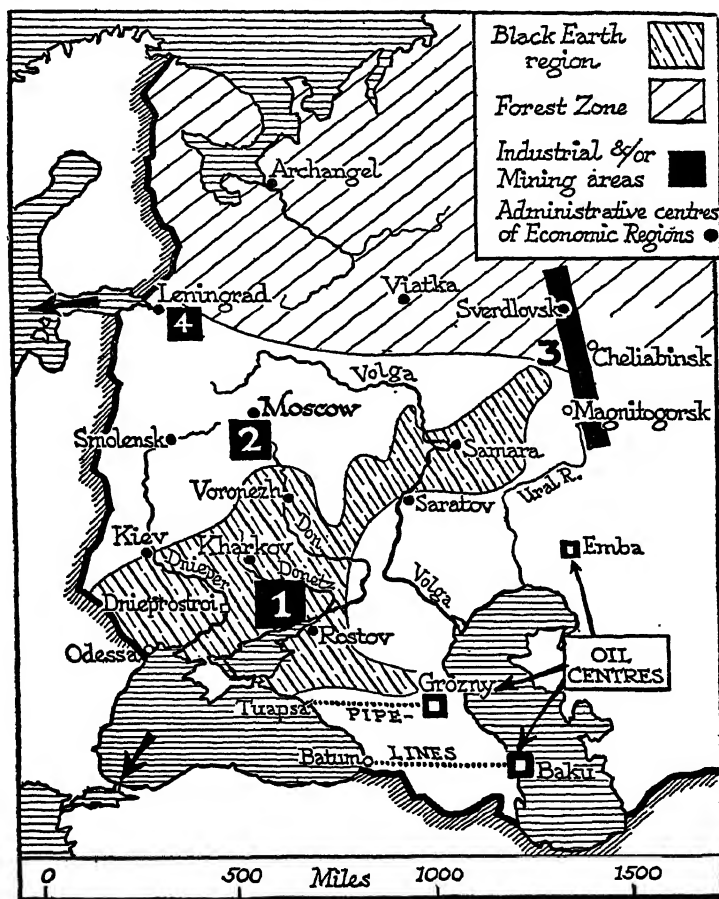 Black Earth
region
Forest Zone
Industrial &/or
Mining areas
Administrative centres
of Economic Regions
Archangel
Viatka
Leningrad
4
Sverdlovsk
3
Cheliabinsk
Volga
Moscow
Magnitogorsk
2
Smolensk
Samara
Ural R.
Voronezh
Saratov
Don.
Kiev
Kharkov
Dnieper
Donetz
Emba
Dnieprostroi
1
Volga
Rostov
Odessa
OIL
CENTRES
Grozny
Tuapsa
PIPE-
Batum
LINES
Baku
0 500 Miles 1000 1500